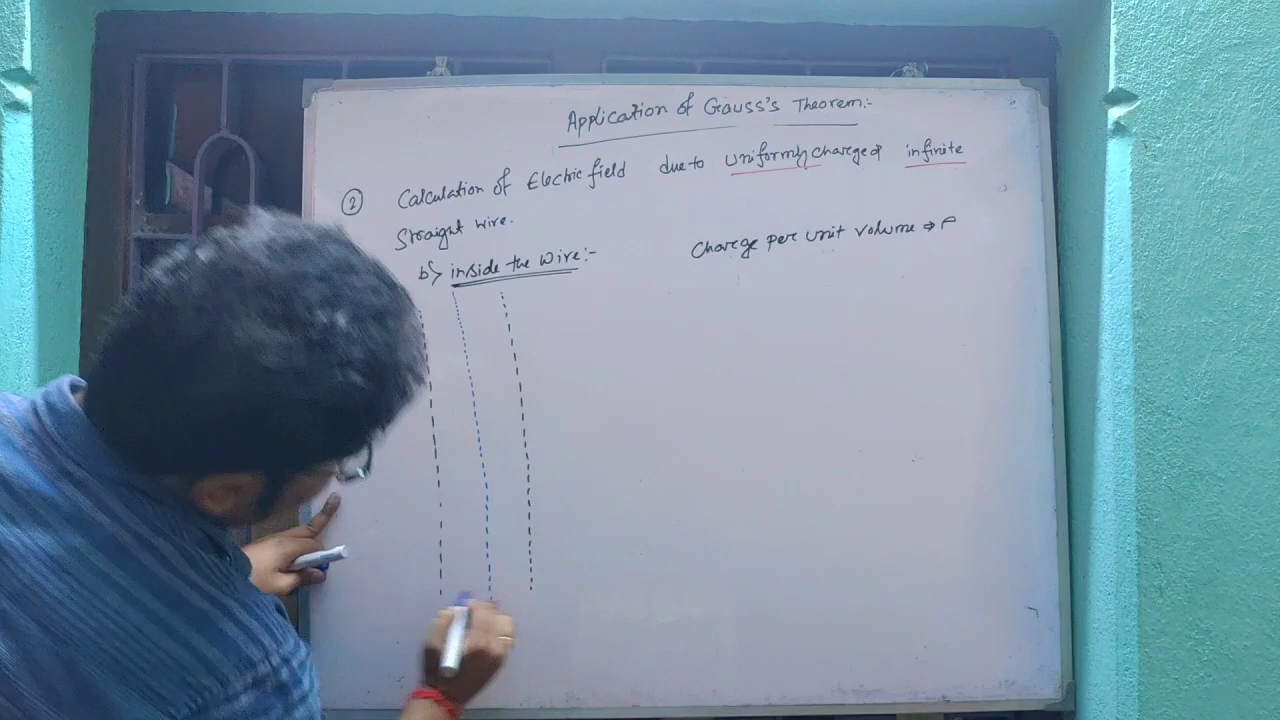 Application of Gauss's Theorem:-
② Calculation of Electric field due to uniformly charged infinite
Straight wire.
b> inside the wire:-
Charge per unit volume ⇒ ρ